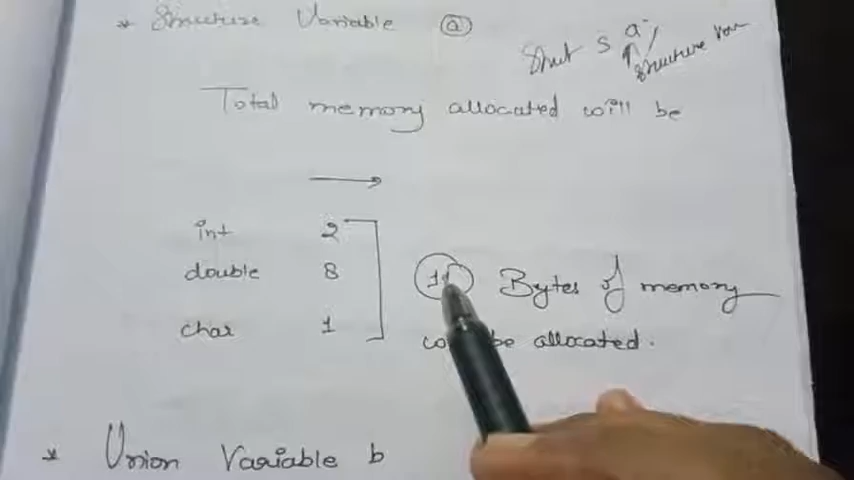 * Structure Variable (a)
Struct s a;
↑ structure var
Total memory allocated will be
→
int 2
double 8
char 1
11 Bytes of memory
be allocated.
* Union Variable b